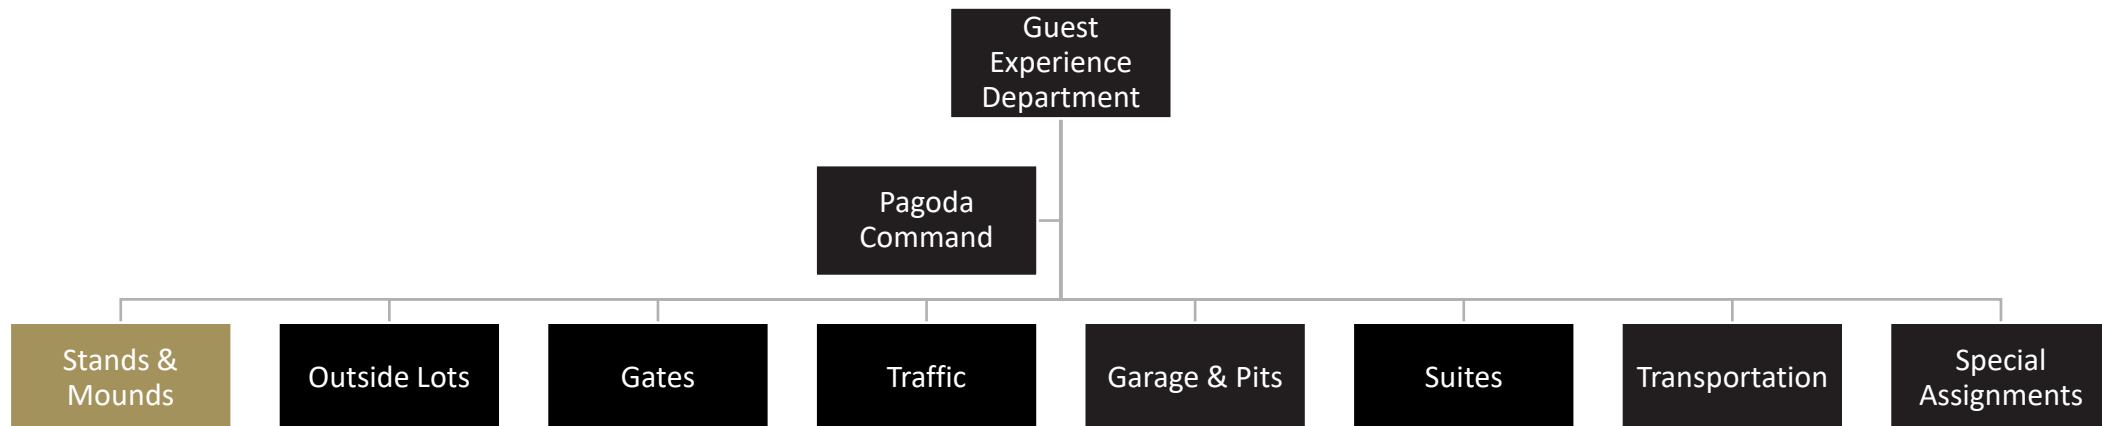 Guest
Experience
Department
Pagoda
Command
Stands &
Mounds
Outside Lots
Gates
Traffic
Garage & Pits
Suites
Transportation
Special
Assignments